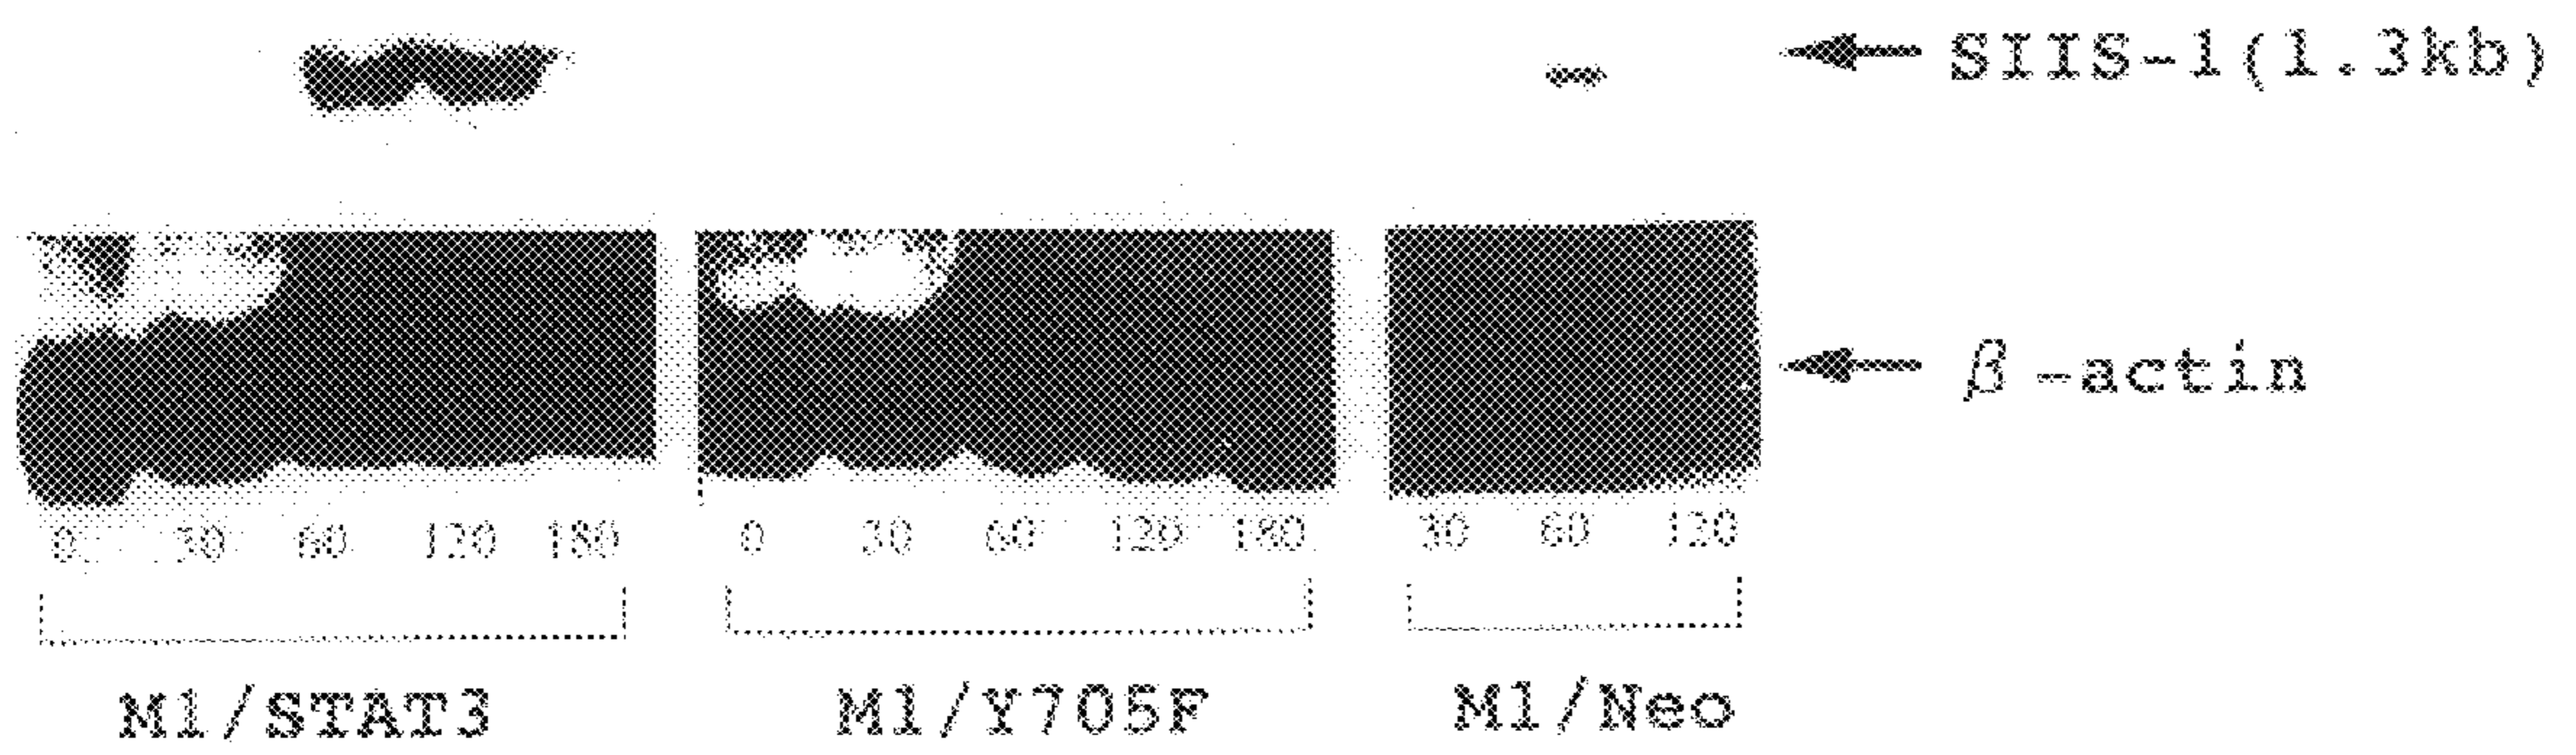 SIIS-1(1.3kb)
β-actin
0 30 60 120 180 0 30 60 120 180 30 60 120
M1/STAT3 M1/Y705F M1/Neo